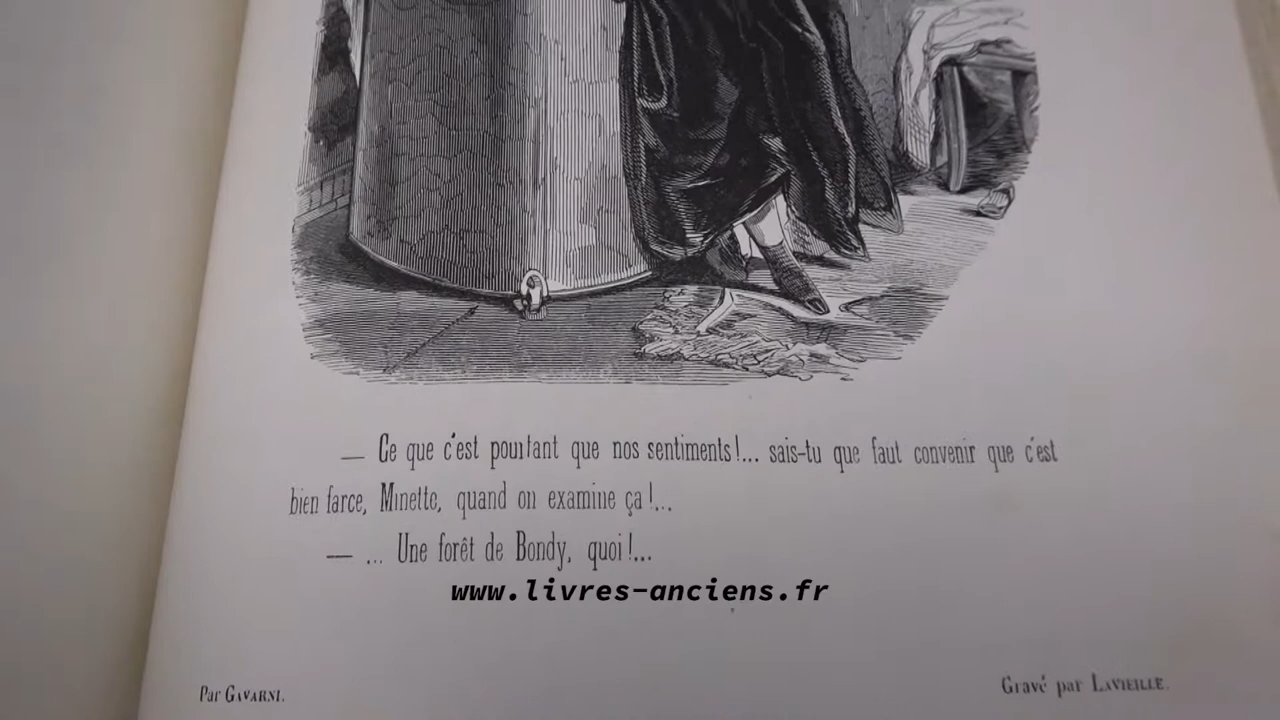 — Ce que c'est pourtant que nos sentiments!... sais-tu que faut convenir que c'est
bien farce, Minette, quand on examine ça!...
— ... Une forêt de Bondy, quoi!...
www.livres-anciens.fr
Par GAVARNI.
Gravé par LAVIEILLE.